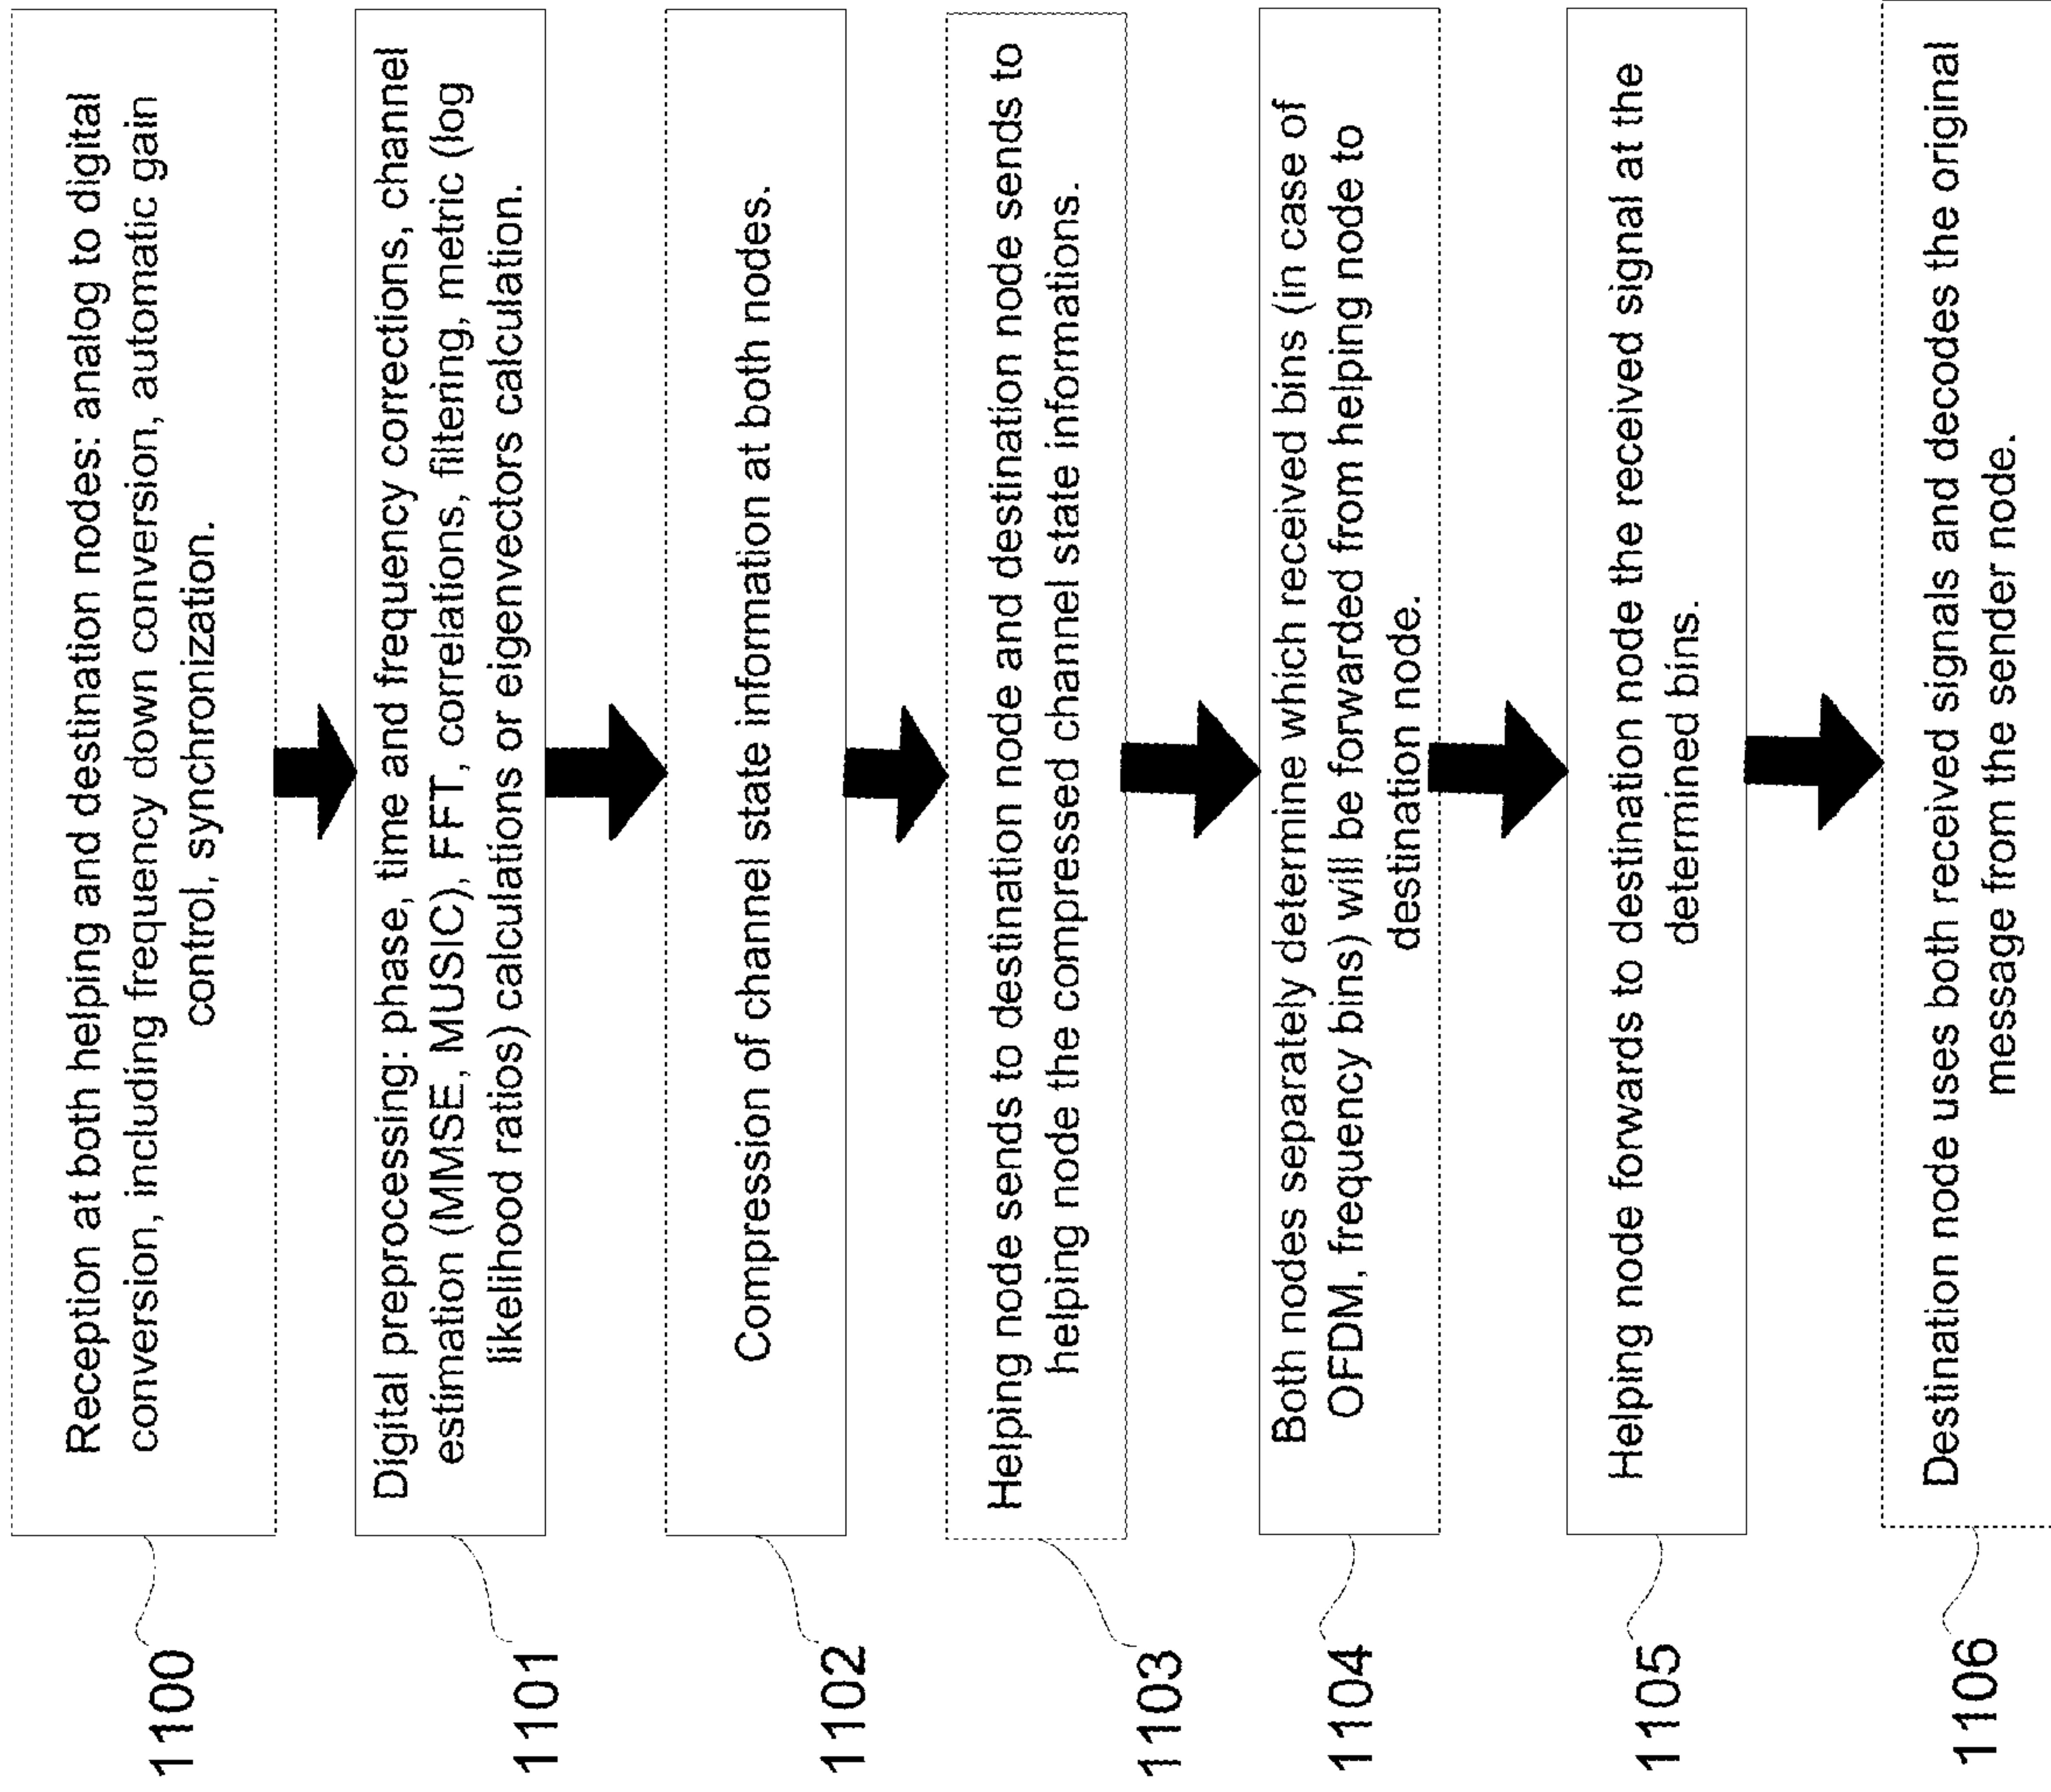 1100
Reception at both helping and destination nodes: analog to digital
conversion, including frequency down conversion, automatic gain
control, synchronization.
1101
Digital preprocessing: phase, time and frequency corrections, channel
estimation (MMSE, MUSIC), FFT, correlations, filtering, metric (log
likelihood ratios) calculations or eigenvectors calculation.
1102
Compression of channel state information at both nodes.
1103
Helping node sends to destination node and destination node sends to
helping node the compressed channel state informations.
1104
Both nodes separately determine which received bins (in case of
OFDM, frequency bins) will be forwarded from helping node to
destination node.
1105
Helping node forwards to destination node the received signal at the
determined bins.
1106
Destination node uses both received signals and decodes the original
message from the sender node.